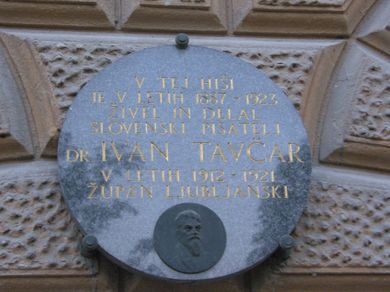 V TEJ HIŠI
JE V LETIH 1887-1923
ŽIVEL IN DELAL
SLOVENSKI PISATELJ
DR. IVAN TAVČAR
V LETIH 1912-1921
ŽUPAN LJUBLJANSKI